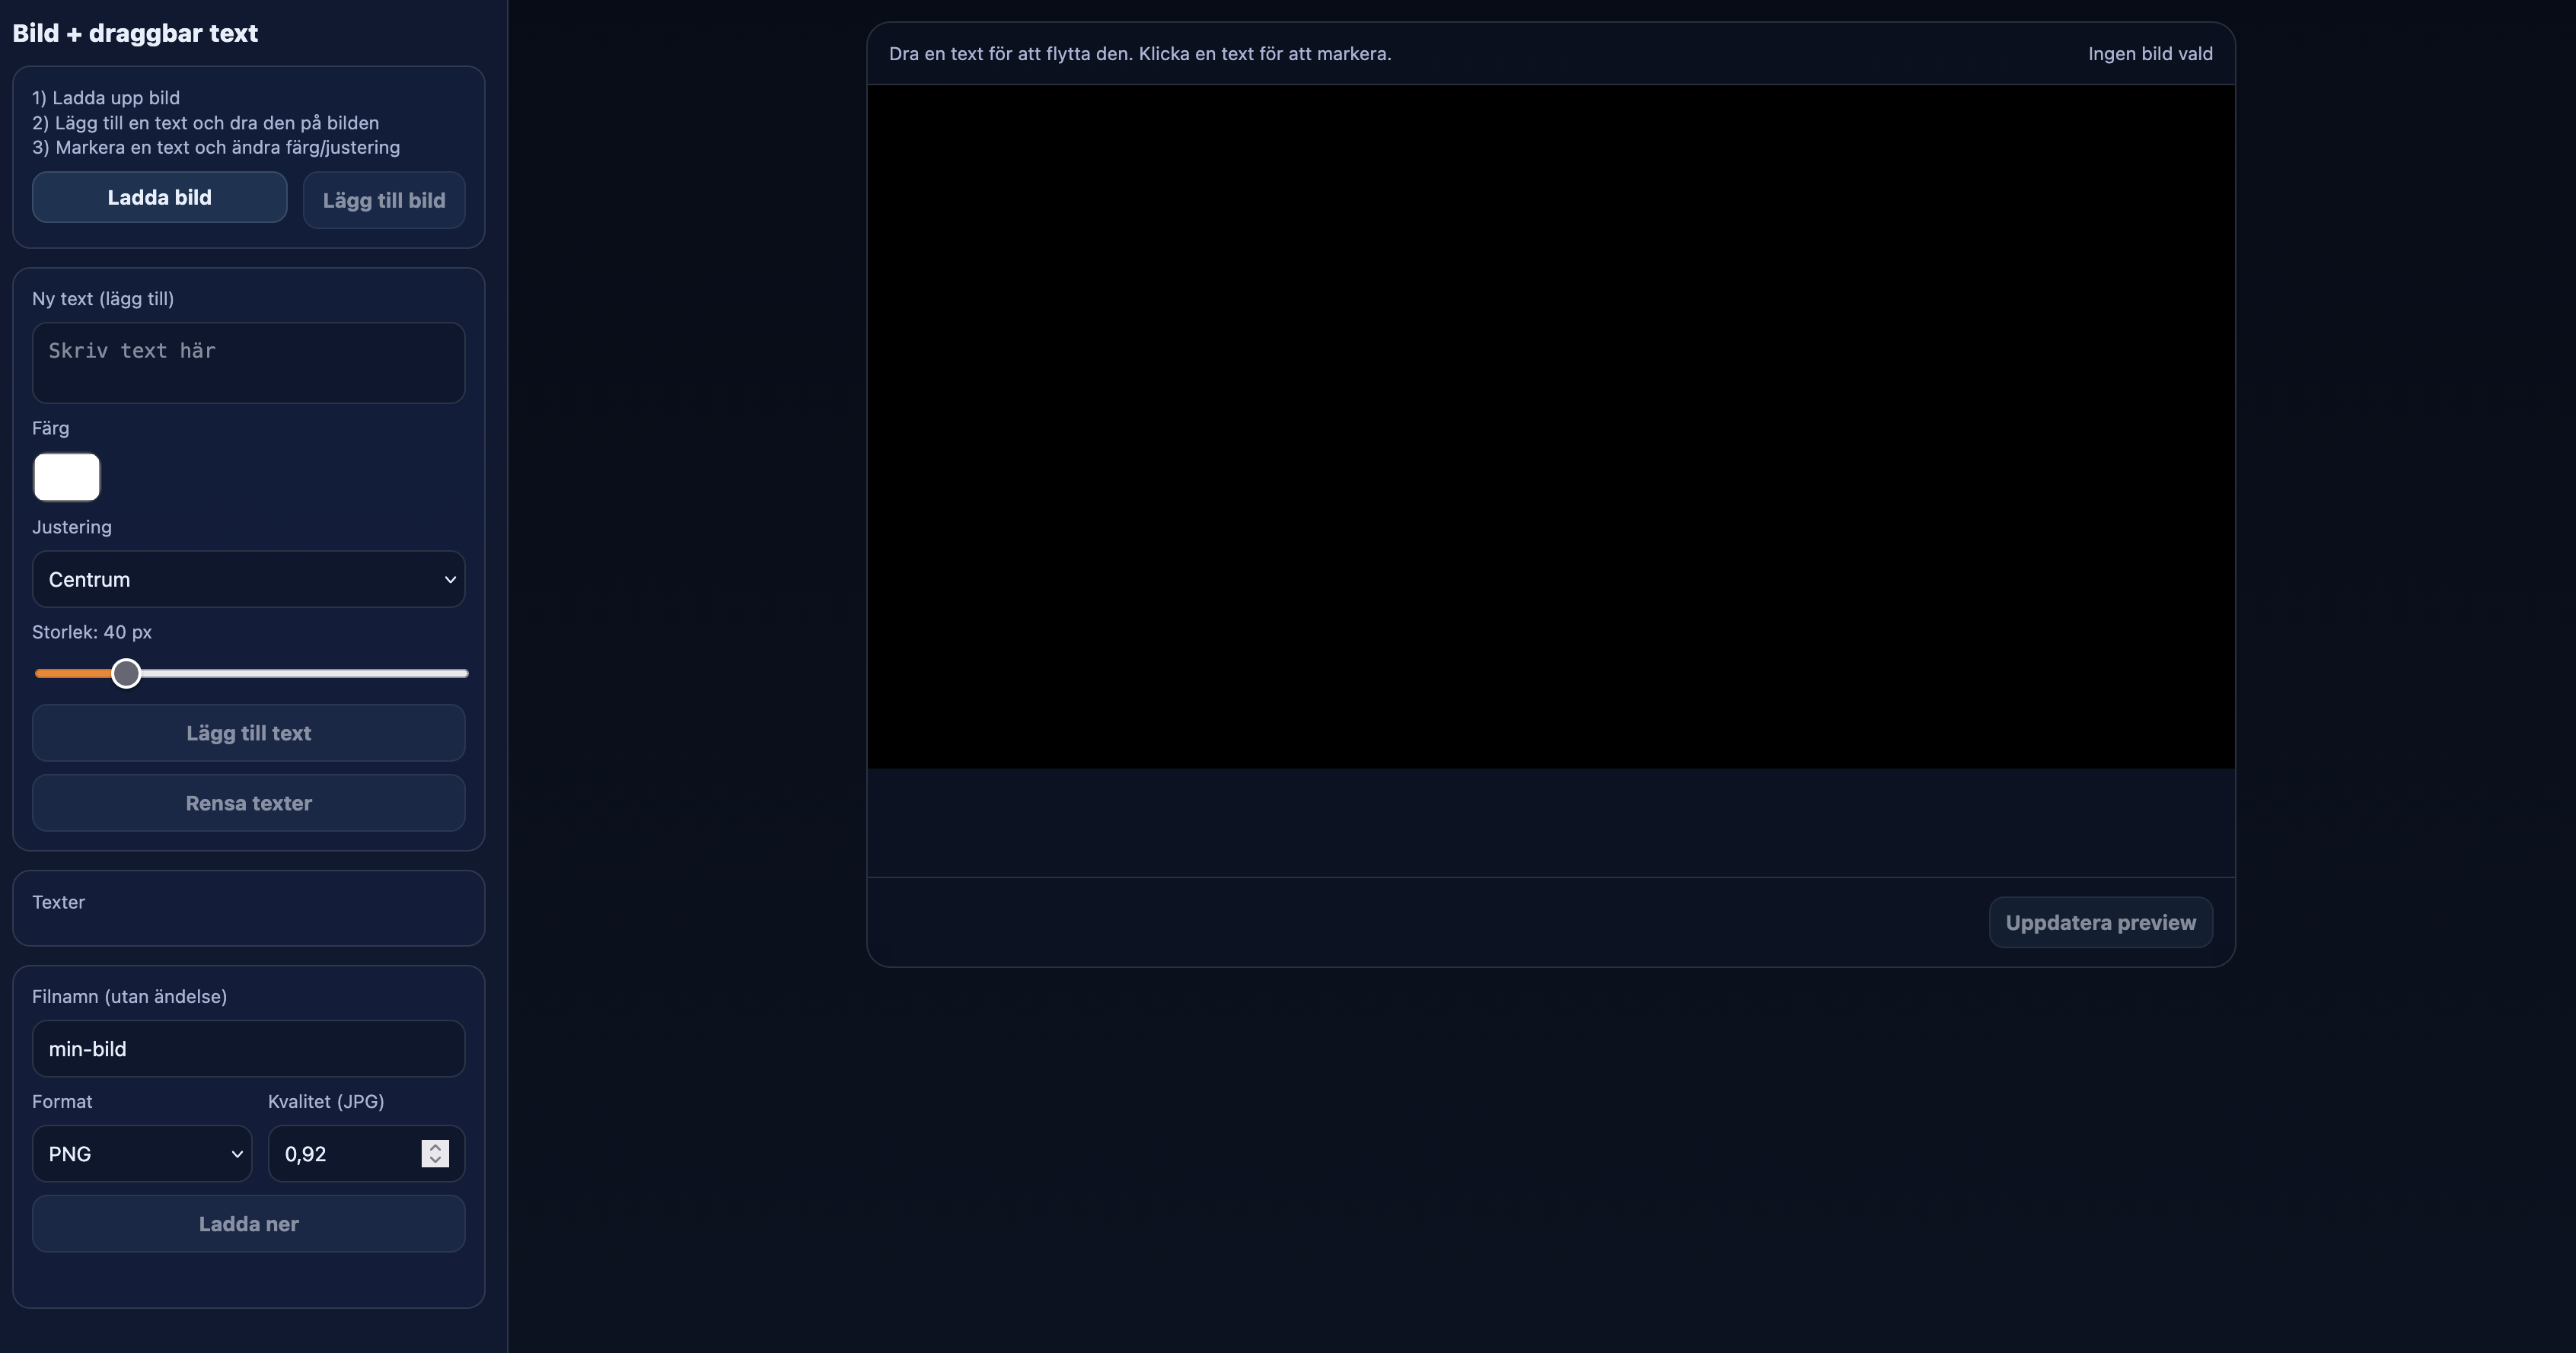 Bild + draggbar text
1) Ladda upp bild
2) Lägg till en text och dra den på bilden
3) Markera en text och ändra färg/justering
Ladda bild
Lägg till bild
Ny text (lägg till)
Skriv text här
Färg
Justering
Centrum
Storlek: 40 px
Lägg till text
Rensa texter
Texter
Filnamn (utan ändelse)
min-bild
Format
Kvalitet (JPG)
PNG
0,92
Ladda ner
Dra en text för att flytta den. Klicka en text för att markera.
Ingen bild vald
Uppdatera preview